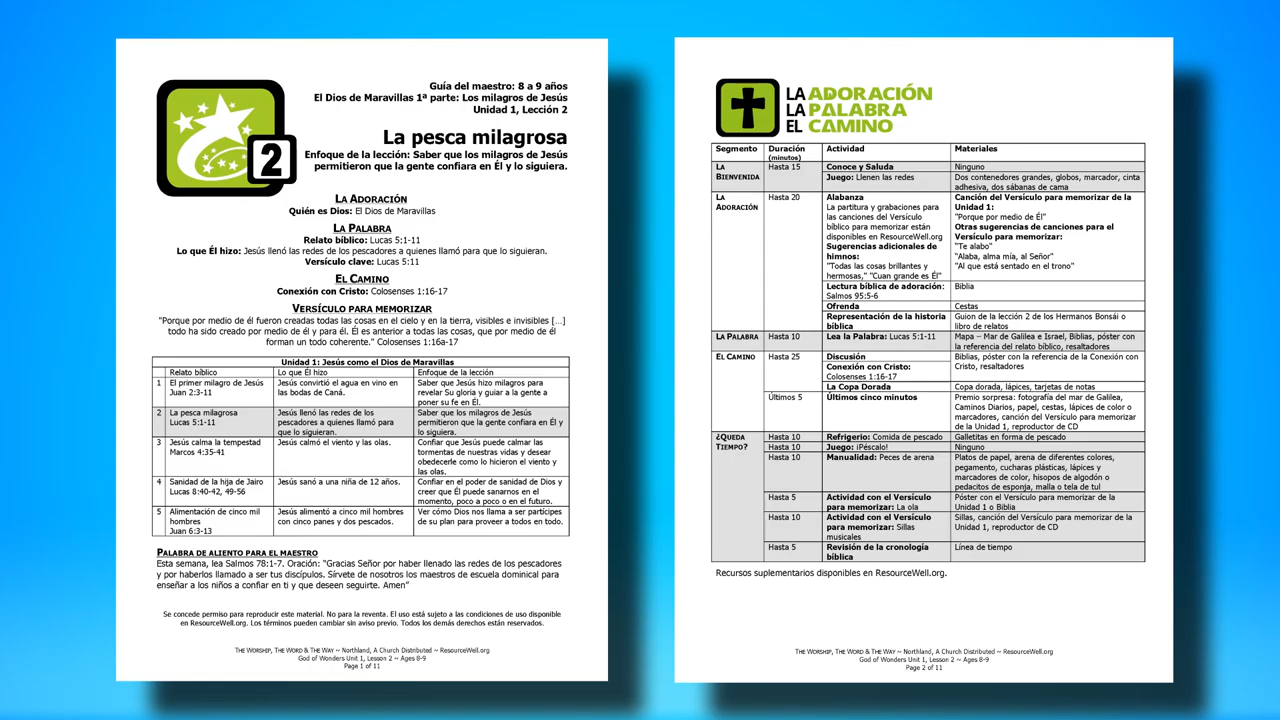 2
Guía del maestro: 8 a 9 años
El Dios de Maravillas 1ª parte: Los milagros de Jesús
Unidad 1, Lección 2
La pesca milagrosa
Enfoque de la lección: Saber que los milagros de Jesús
permitieron que la gente confiara en Él y lo siguiera.
LA ADORACIÓN
Quién es Dios: El Dios de Maravillas
LA PALABRA
Relato bíblico: Lucas 5:1-11
Lo que Él hizo: Jesús llenó las redes de los pescadores a quienes llamó para que lo siguieran.
Versículo clave: Lucas 5:11
EL CAMINO
Conexión con Cristo: Colosenses 1:16-17
VERSÍCULO PARA MEMORIZAR
"Porque por medio de él fueron creadas todas las cosas en el cielo y en la tierra, visibles e invisibles […]
todo ha sido creado por medio de él y para él. Él es anterior a todas las cosas, que por medio de él
forman un todo coherente." Colosenses 1:16a-17
Unidad 1: Jesús como el Dios de Maravillas
Relato bíblico Lo que Él hizo Enfoque de la lección
1 El primer milagro de Jesús
Juan 2:3-11
Jesús convirtió el agua en vino en
las bodas de Caná.
Saber que Jesús hizo milagros para
revelar Su gloria y guiar a la gente a
poner su fe en Él.
2 La pesca milagrosa
Lucas 5:1-11
Jesús llenó las redes de los
pescadores a quienes llamó para
que lo siguieran.
Saber que los milagros de Jesús
permitieron que la gente confiara en Él y
lo siguiera.
3 Jesús calma la tempestad
Marcos 4:35-41
Jesús calmó el viento y las olas.
Confiar que Jesús puede calmar las
tormentas de nuestras vidas y desear
obedecerle como lo hicieron el viento y
las olas.
4 Sanidad de la hija de Jairo
Lucas 8:40-42, 49-56
Jesús sanó a una niña de 12 años.
Confiar en el poder de sanidad de Dios y
creer que Él puede sanarnos en el
momento, poco a poco o en el futuro.
5 Alimentación de cinco mil
hombres
Juan 6:3-13
Jesús alimentó a cinco mil hombres
con cinco panes y dos pescados.
Ver cómo Dios nos llama a ser partícipes
de su plan para proveer a todos en todo.
PALABRA DE ALIENTO PARA EL MAESTRO
Esta semana, lea Salmos 78:1-7. Oración: "Gracias Señor por haber llenado las redes de los pescadores
y por haberlos llamado a ser tus discípulos. Sírvete de nosotros los maestros de escuela dominical para
enseñar a los niños a confiar en ti y que deseen seguirte. Amen"
Se concede permiso para reproducir este material. No para la reventa. El uso está sujeto a las condiciones de uso disponible
en ResourceWell.org. Los términos pueden cambiar sin aviso previo. Todos los demás derechos están reservados.
THE WORSHIP, THE WORD & THE WAY ~ Northland, A Church Distributed ~ ResourceWell.org
God of Wonders Unit 1, Lesson 2 ~ Ages 8-9
Page 1 of 11
LA ADORACIÓN
LA PALABRA
EL CAMINO
Segmento Duración (minutos) Actividad Materiales
LA BIENVENIDA
Hasta 15
Conoce y Saluda
Ninguno
Juego: Llenen las redes
Dos contenedores grandes, globos, marcador, cinta
adhesiva, dos sábanas de cama
LA ADORACIÓN
Hasta 20
Alabanza
La partitura y grabaciones para
las canciones del Versículo
bíblico para memorizar están
disponibles en ResourceWell.org
Sugerencias adicionales de
himnos:
"Todas las cosas brillantes y
hermosas," "Cuan grande es Él"
Canción del Versículo para memorizar de la
Unidad 1:
"Porque por medio de Él"
Otras sugerencias de canciones para el
Versículo para memorizar:
"Te alabo"
"Alaba, alma mía, al Señor"
"Al que está sentado en el trono"
Lectura bíblica de adoración:
Salmos 95:5-6
Biblia
Ofrenda
Cestas
Representación de la historia
bíblica
Guion de la lección 2 de los Hermanos Bonsái o
libro de relatos
LA PALABRA
Hasta 10
Lea la Palabra: Lucas 5:1-11
Mapa – Mar de Galilea e Israel, Biblias, póster con
la referencia del relato bíblico, resaltadores
EL CAMINO
Hasta 25
Discusión
Conexión con Cristo:
Colosenses 1:16-17
Biblias, póster con la referencia de la Conexión con
Cristo, resaltadores
La Copa Dorada
Copa dorada, lápices, tarjetas de notas
Últimos 5
Últimos cinco minutos
Premio sorpresa: fotografía del mar de Galilea,
Caminos Diarios, papel, cestas, lápices de color o
marcadores, canción del Versículo para memorizar
de la Unidad 1, reproductor de CD
¿QUEDA
TIEMPO?
Hasta 10
Refrigerio: Comida de pescado
Galletitas en forma de pescado
Hasta 10
Juego: ¡Péscalo!
Ninguno
Hasta 10
Manualidad: Peces de arena
Platos de papel, arena de diferentes colores,
pegamento, cucharas plásticas, lápices y
marcadores de color, hisopos de algodón o
pedacitos de esponja, malla o tela de tul
Hasta 5
Actividad con el Versículo
para memorizar: La ola
Póster con el Versículo para memorizar de la
Unidad 1 o Biblia
Hasta 10
Actividad con el Versículo
para memorizar: Sillas
musicales
Sillas, canción del Versículo para memorizar de la
Unidad 1, reproductor de CD
Hasta 5
Revisión de la cronología
bíblica
Línea de tiempo
Recursos suplementarios disponibles en ResourceWell.org.
THE WORSHIP, THE WORD & THE WAY ~ Northland, A Church Distributed ~ ResourceWell.org
God of Wonders Unit 1, Lesson 2 ~ Ages 8-9
Page 2 of 11